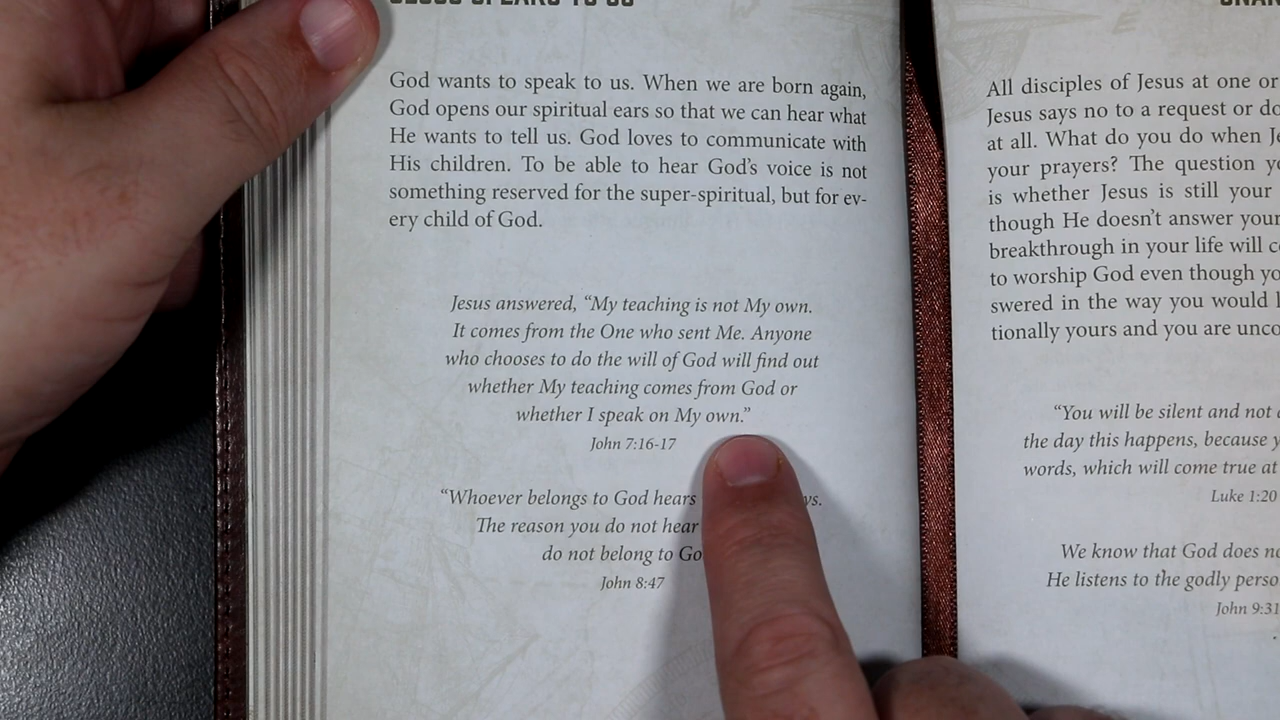 JESUS SPEAKS TO US
God wants to speak to us. When we are born again,
God opens our spiritual ears so that we can hear what
He wants to tell us. God loves to communicate with
His children. To be able to hear God's voice is not
something reserved for the super-spiritual, but for ev-
ery child of God.
Jesus answered, “My teaching is not My own.
It comes from the One who sent Me. Anyone
who chooses to do the will of God will find out
whether My teaching comes from God or
whether I speak on My own.”
John 7:16-17
“Whoever belongs to God hears
The reason you do not hear
do not belong to
John 8:47
All disciples of Jesus at one or
Jesus says no to a request or
at all. What do you do when
your prayers? The question
is whether Jesus is still your
though He doesn't answer your
breakthrough in your life will
to worship God even though
swered in the way you would
tionally yours and you are
“You will be silent and not
the day this happens, because
words, which will come true at
Luke 1:20
We know that God does
He listens to the godly
John 9:31